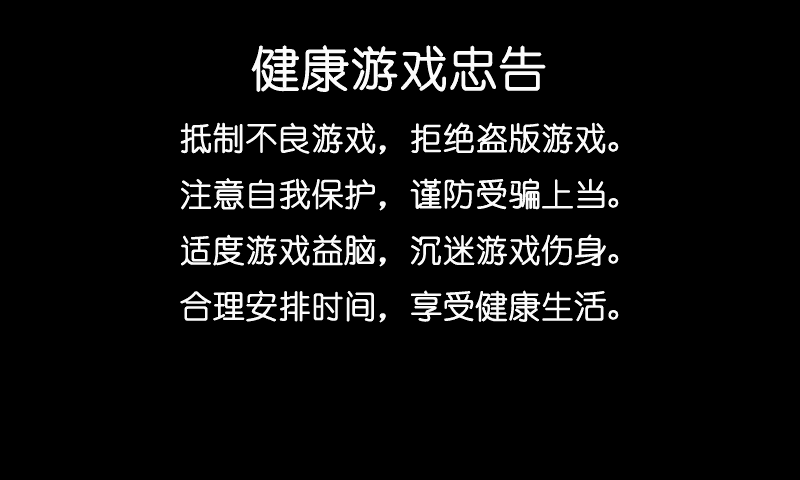 健康游戏忠告
抵制不良游戏，拒绝盗版游戏。
注意自我保护，谨防受骗上当。
适度游戏益脑，沉迷游戏伤身。
合理安排时间，享受健康生活。